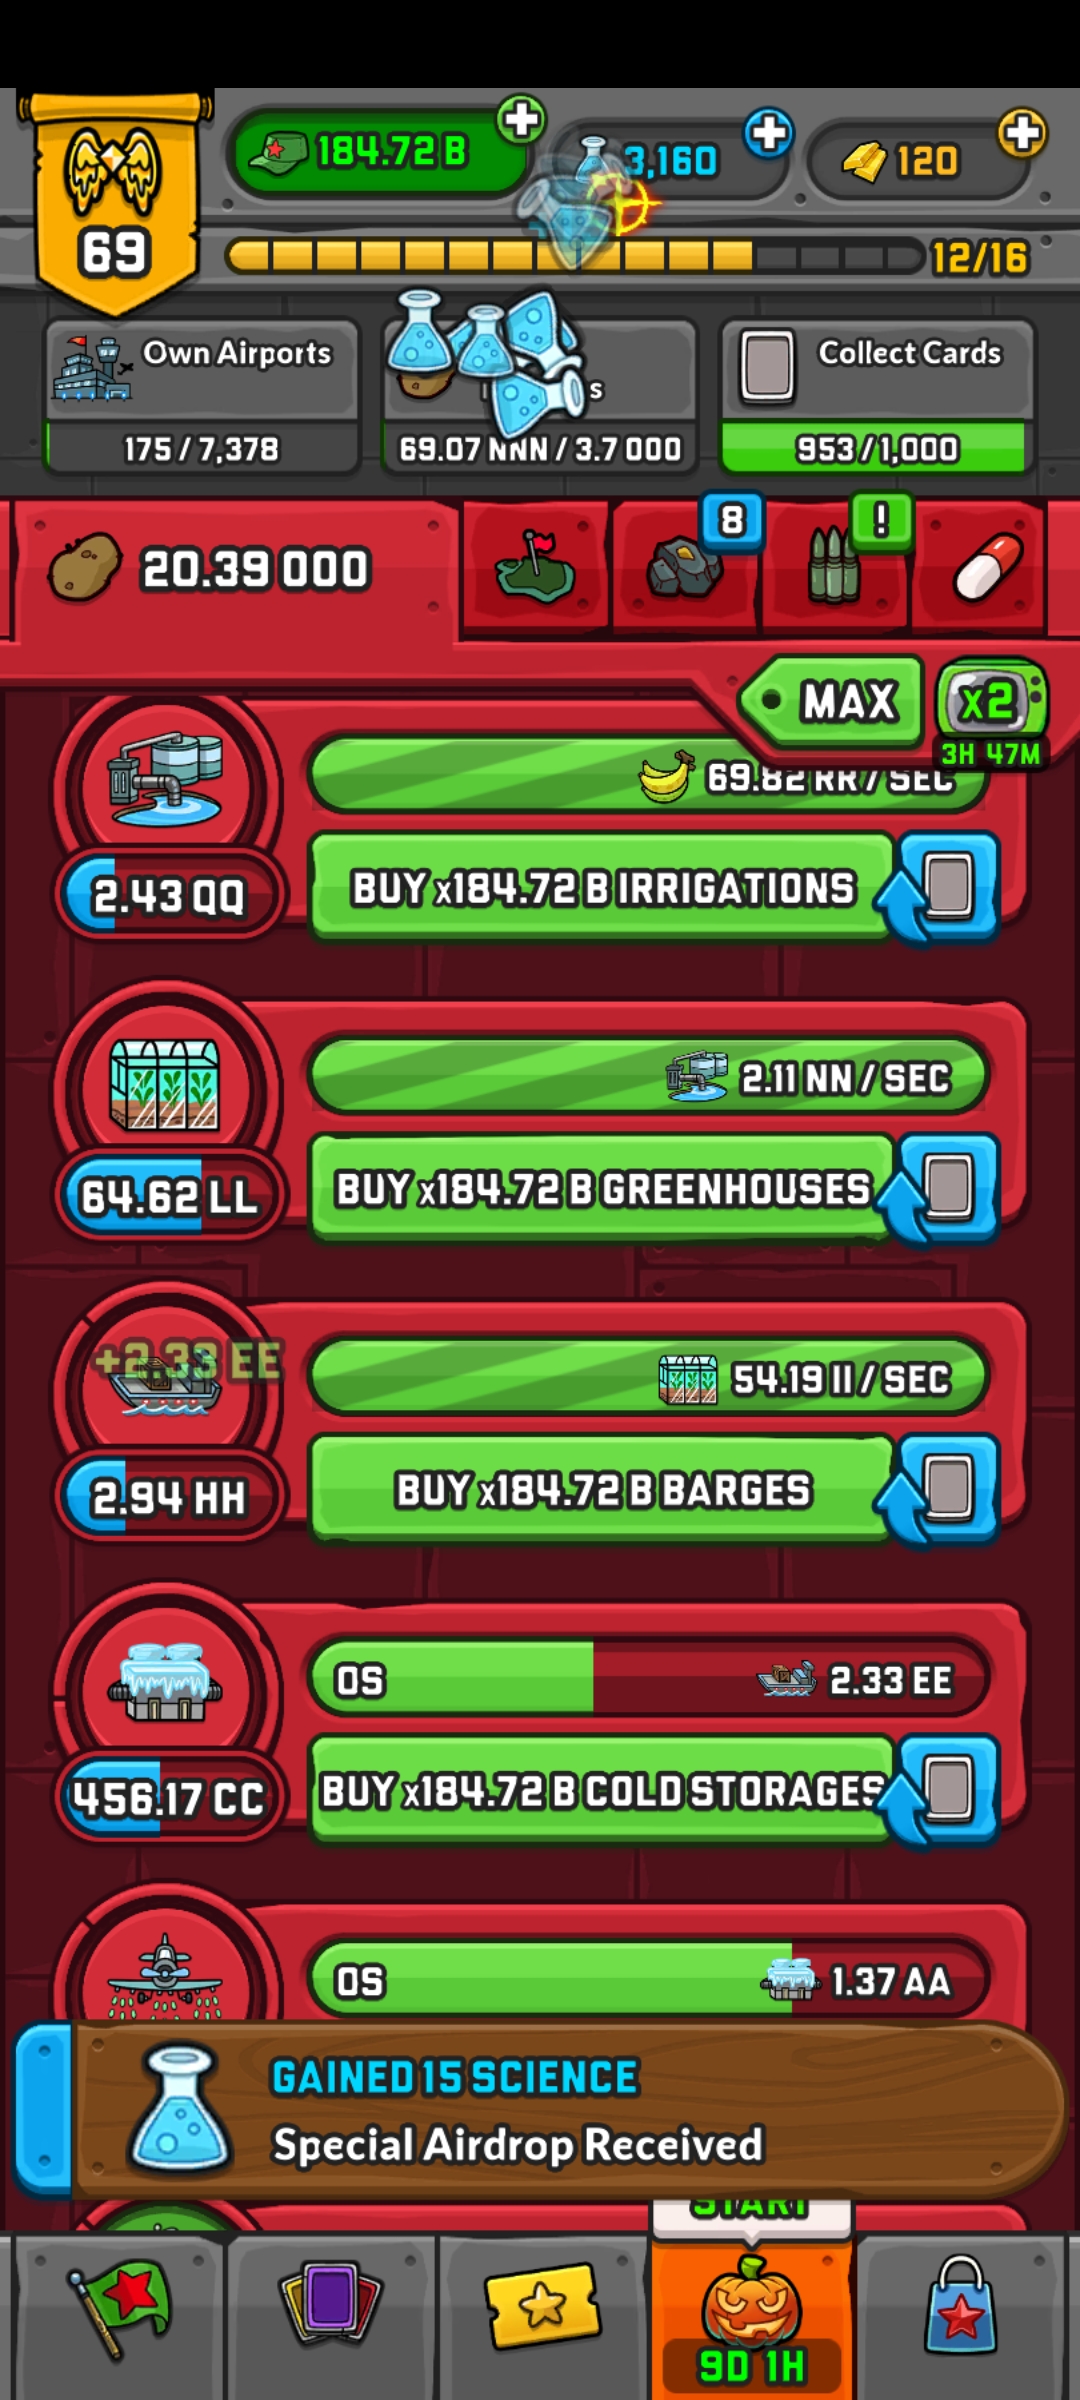 184.72 B
3,160
120
69
12/16
Own Airports
s
Collect Cards
175 / 7,378
69.07 NNN / 3.7 OOO
953 / 1,000
20.39 OOO
8
!
MAX
x2
3H 47M
69.82 RR / SEC
2.43 QQ
BUY x184.72 B IRRIGATIONS
2.11 NN / SEC
64.62 LL
BUY x184.72 B GREENHOUSES
+2.33 EE
54.19 II / SEC
2.94 HH
BUY x184.72 B BARGES
0S
2.33 EE
456.17 CC
BUY x184.72 B COLD STORAGES
0S
1.37 AA
GAINED 15 SCIENCE
Special Airdrop Received
START
9D 1H